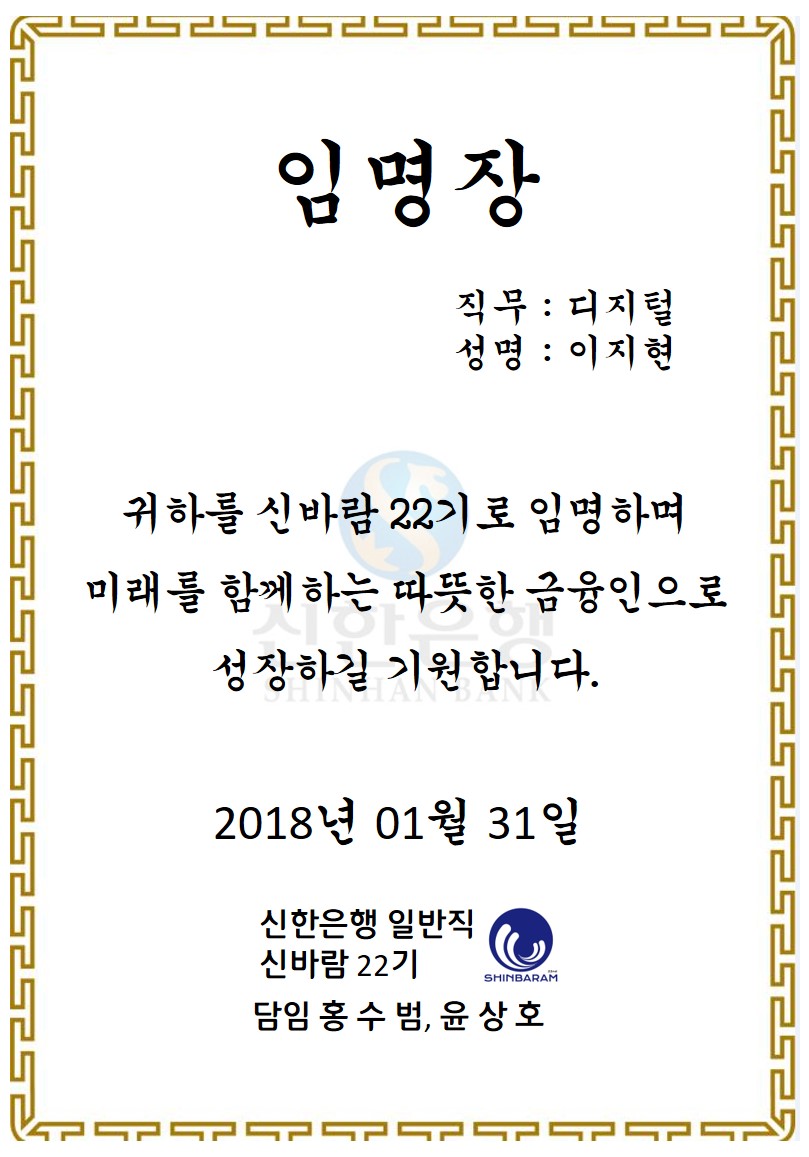 임명장
직무 : 디지털
성명 : 이지현
귀하를 신바람 22기로 임명하며
미래를 함께하는 따뜻한 금융인으로
신한은행
성장하길 기원합니다.
SHINHAN BANK
2018년 01월 31일
신한은행 일반직
신바람 22기
SHINBARAM
담임 홍 수 범, 윤 상 호